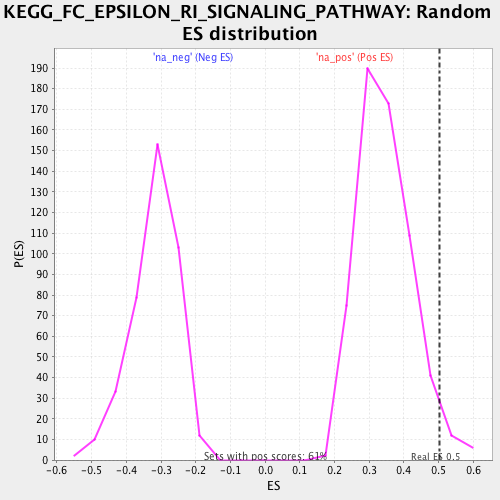 KEGG_FC_EPSILON_RI_SIGNALING_PATHWAY: Random
ES distribution
'na_neg' (Neg ES) 'na_pos' (Pos ES)
P(ES)
190
180
170
160
150
140
130
120
110
100
90
80
70
60
50
40
30
20
10
0
Sets with pos scores: 61% Real ES 0.5
-0.6 -0.5 -0.4 -0.3 -0.2 -0.1 0.0 0.1 0.2 0.3 0.4 0.5 0.6
ES